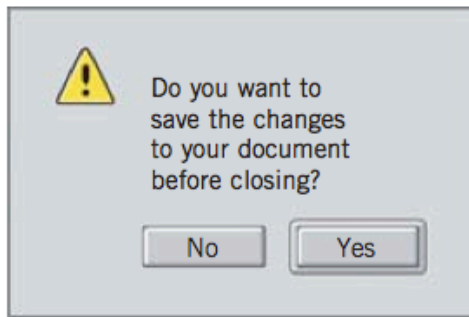 Do you want to
save the changes
to your document
before closing?
No Yes